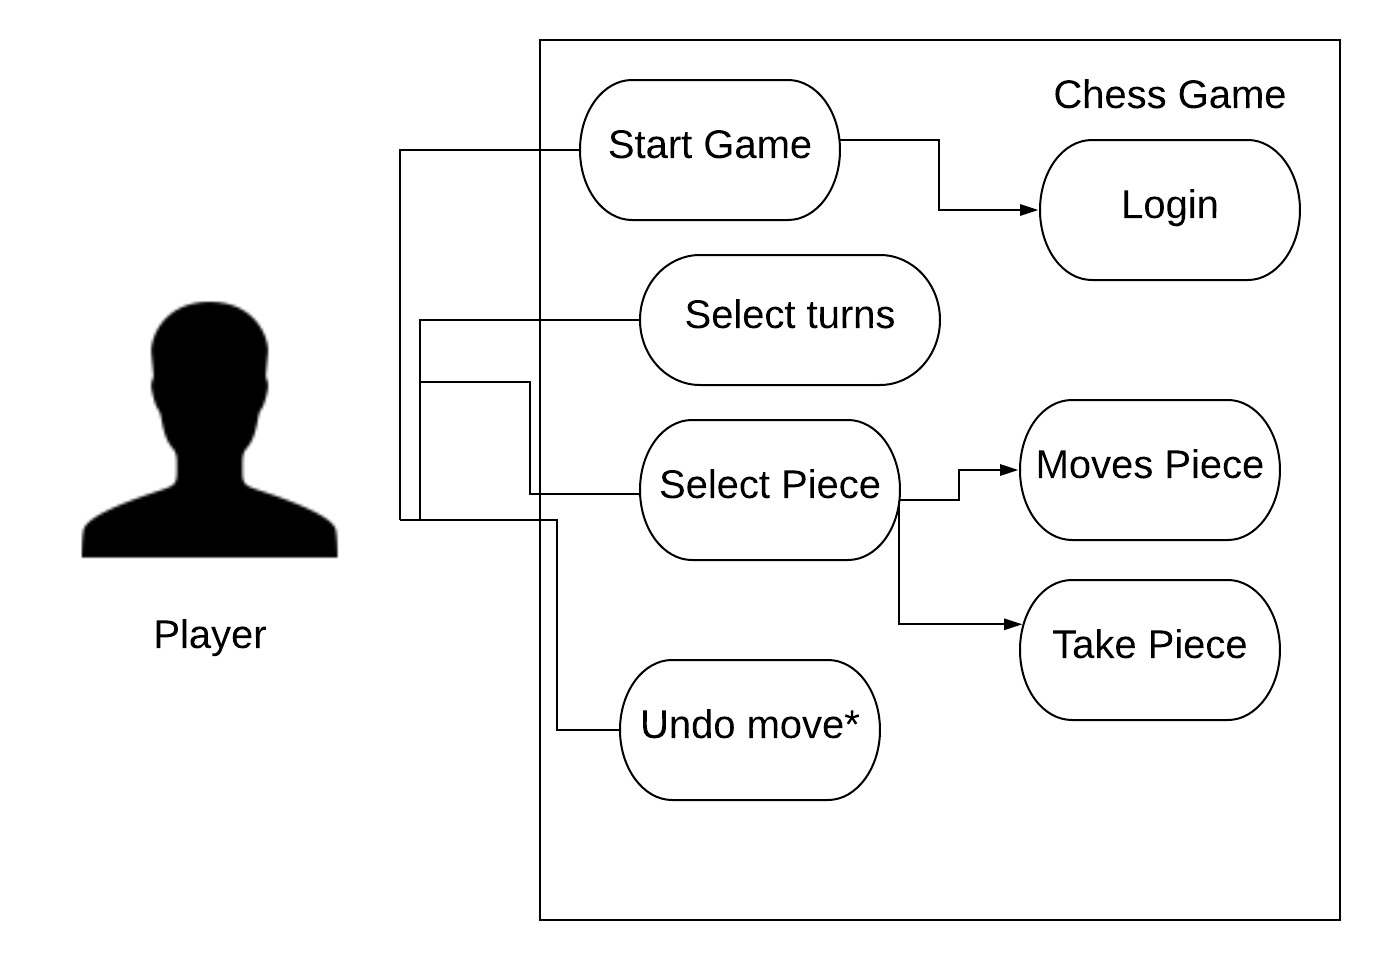 Chess Game
Start Game
Login
Select turns
Moves Piece
Select Piece
Player
Take Piece
Undo move*